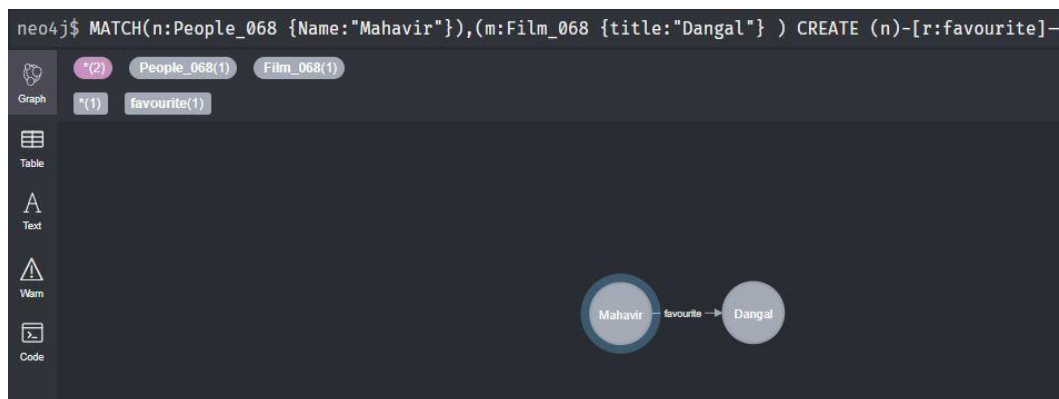 neo4j$ MATCH(n:People_068 {Name:"Mahavir"}),(m:Film_068 {title:"Dangal"} ) CREATE (n)-[r:favourite]-
*(2) People_068(1) Film_068(1)
Graph
*(1) favourite(1)
Table
A
Text
Warn
Code
Mahavir favourite Dangal